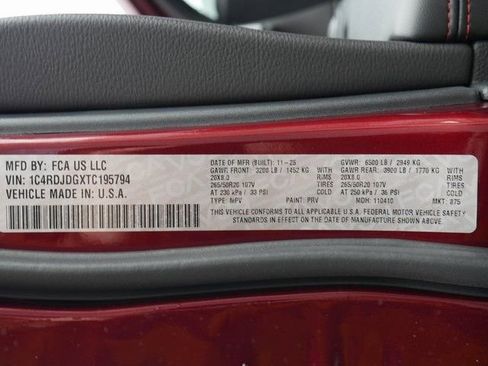 MFD BY: FCA US LLC
VIN: 1C4RDJDGXTC195794
VEHICLE MADE IN: U.S.A.
DATE OF MFR (BUILT): 11-25 GVWR: 6500 LB / 2949 KG
GAWR FRONT: 3200 LB / 1452 KG WITH GAWR REAR: 3900 LB / 1770 KG WITH
20X8.0 RIMS 20X8.0 RIMS
265/50R20 107V TIRES 265/50R20 107V TIRES
AT 230 kPa / 33 PSI COLD AT 250 kPa / 36 PSI COLD
TYPE: MPV PAINT: PRV MDH: 110410 MKT: 875
THIS VEHICLE CONFORMS TO ALL APPLICABLE U.S.A. FEDERAL MOTOR VEHICLE SAFETY
STANDARDS IN EFFECT ON THE DATE OF MANUFACTURE SHOWN ABOVE.